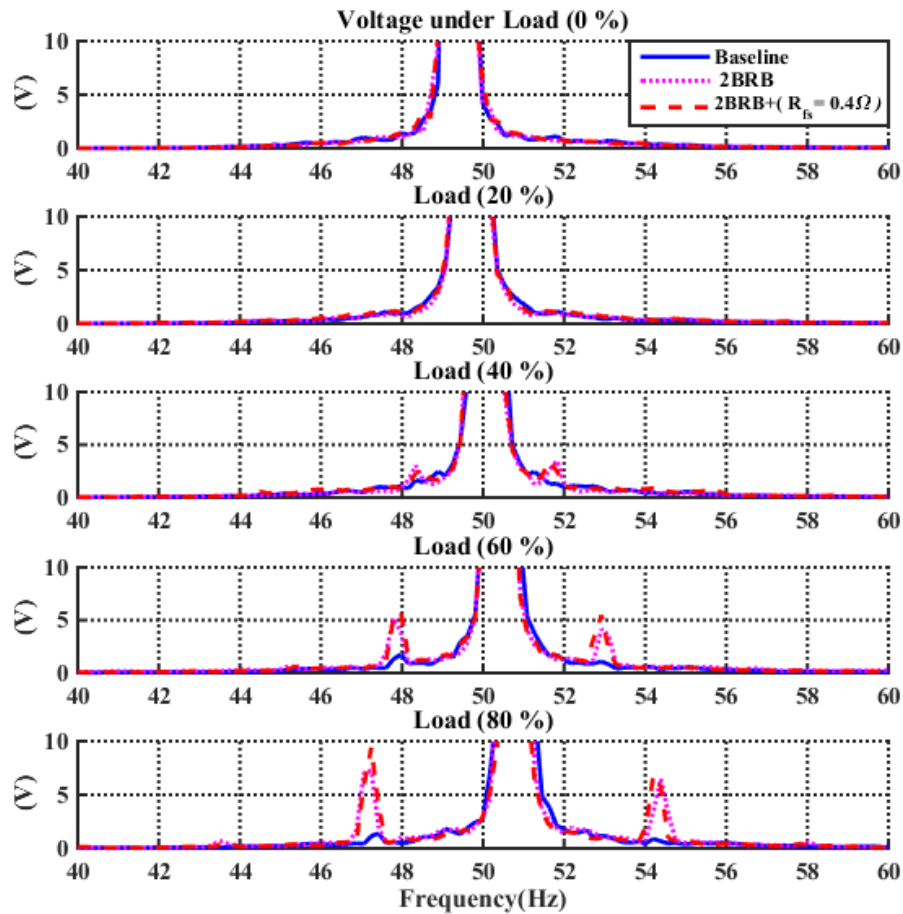 Voltage under Load (0 %)
10
5
0
(V)
Baseline
2BRB
2BRB+( R_fs = 0.4Ω )
40 42 44 46 48 50 52 54 56 58 60
Load (20 %)
10
5
0
(V)
40 42 44 46 48 50 52 54 56 58 60
Load (40 %)
10
5
0
(V)
40 42 44 46 48 50 52 54 56 58 60
Load (60 %)
10
5
0
(V)
40 42 44 46 48 50 52 54 56 58 60
Load (80 %)
10
5
0
(V)
40 42 44 46 48 50 52 54 56 58 60
Frequency(Hz)